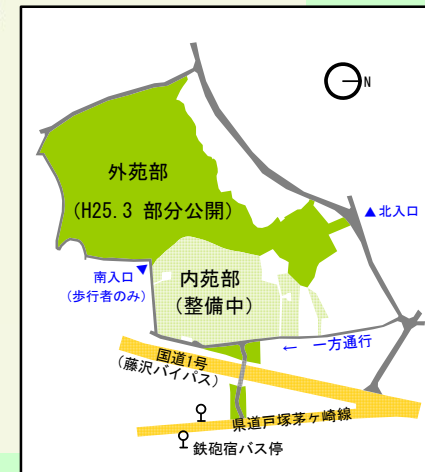 N
外苑部
(H25.3 部分公開)
▲北入口
南入口
(歩行者のみ)
内苑部
(整備中)
← 一方通行
国道1号
(藤沢バイパス)
県道戸塚茅ヶ崎線
鉄砲宿バス停